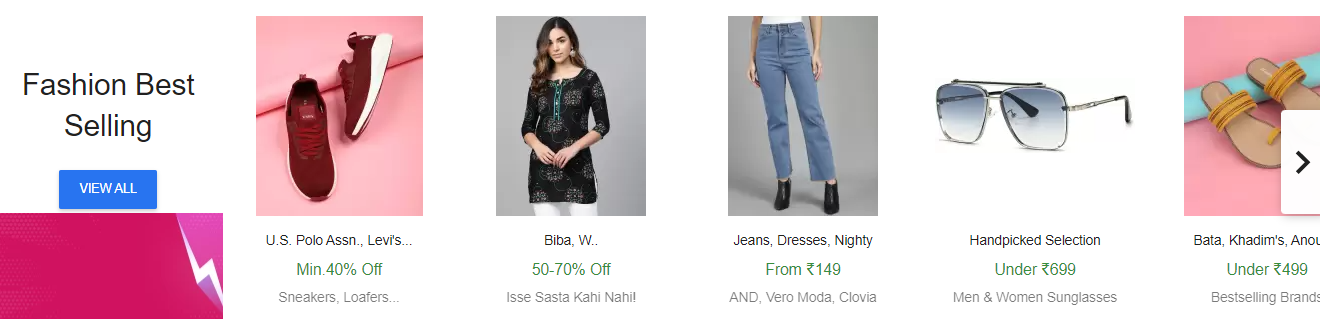 Fashion Best
Selling
VIEW ALL
U.S. Polo Assn., Levi's...
Min.40% Off
Sneakers, Loafers...
Biba, W..
50-70% Off
Isse Sasta Kahi Nahi!
Jeans, Dresses, Nighty
From ₹149
AND, Vero Moda, Clovia
Handpicked Selection
Under ₹699
Men & Women Sunglasses
Bata, Khadim's, Anou
Under ₹499
Bestselling Brands